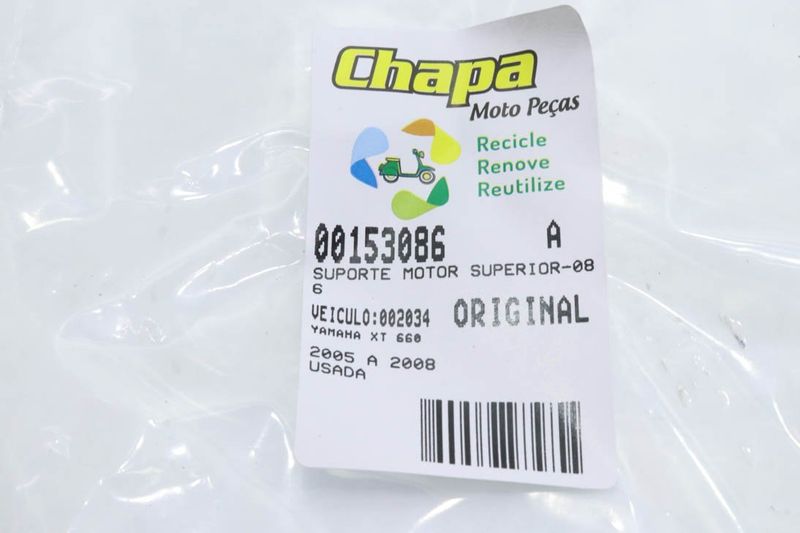 Chapa
Moto Peças
Recicle
Renove
Reutilize
00153086 A
SUPORTE MOTOR SUPERIOR-08
6
VEICULO:002034 ORIGINAL
YAMAHA XT 660
2005 A 2008
USADA